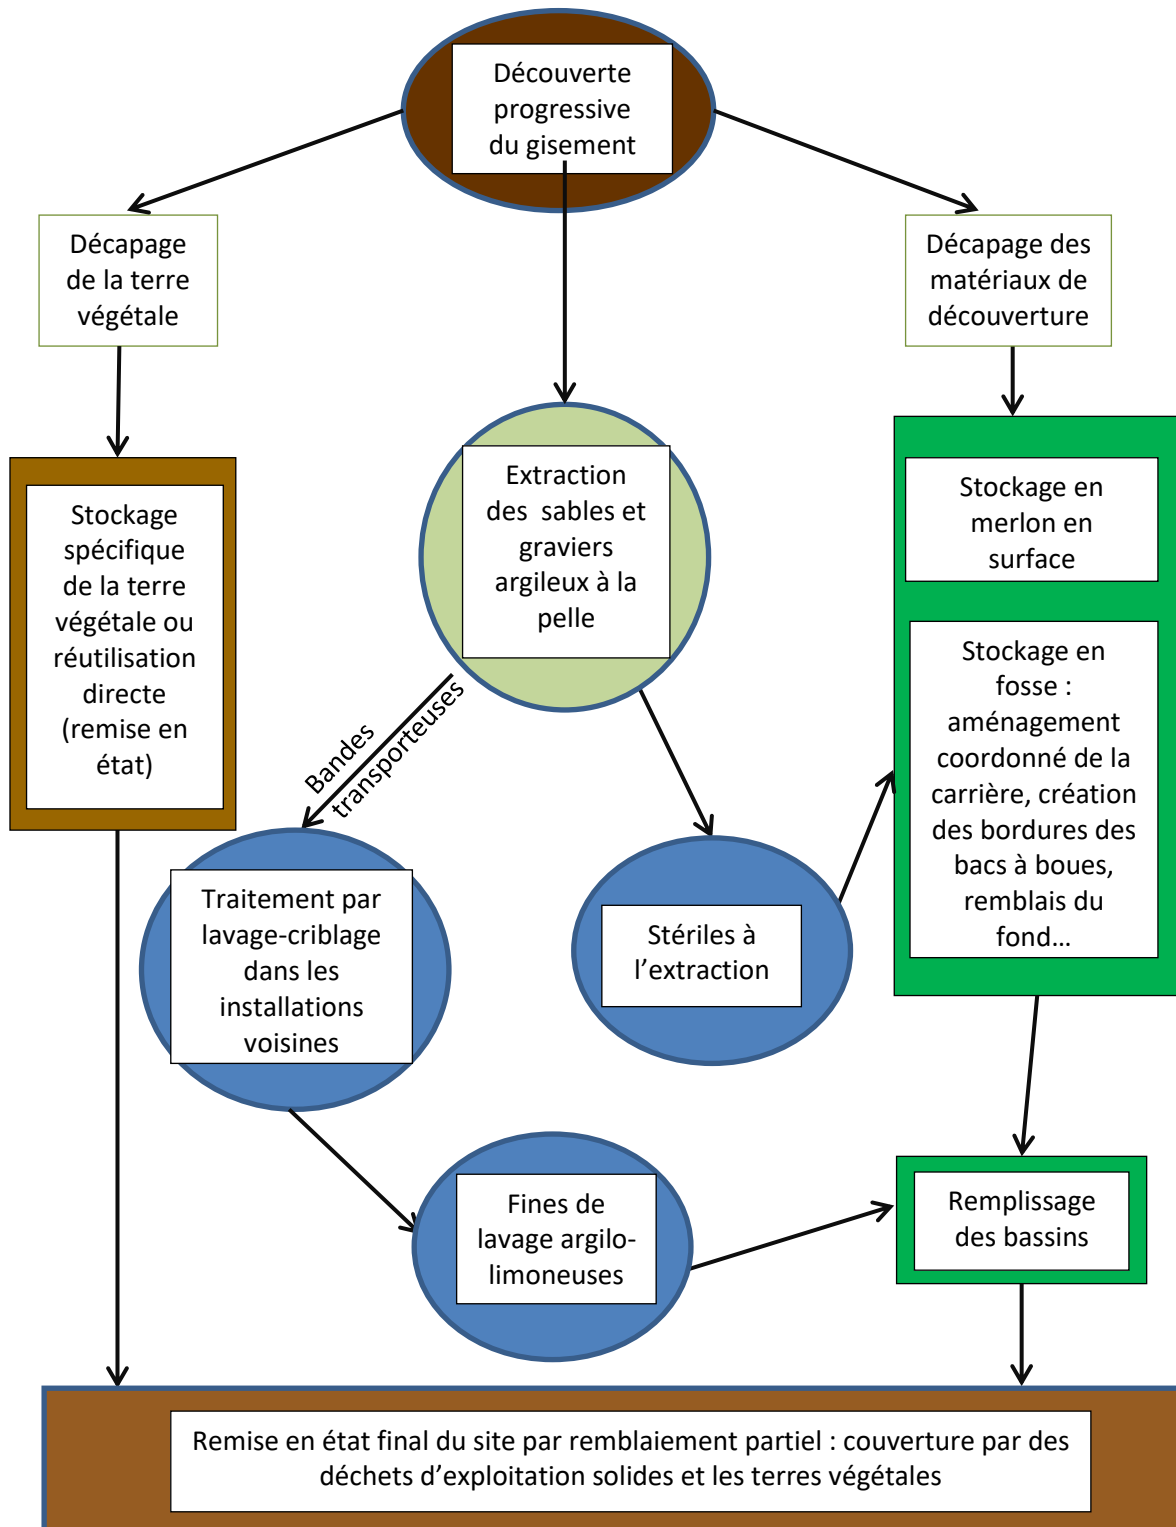 Découverte
progressive
du gisement
Décapage
de la terre
végétale
Décapage des
matériaux de
découverture
Stockage
spécifique
de la terre
végétale ou
réutilisation
directe
(remise en
état)
Extraction
des sables et
graviers
argileux à la
pelle
Stockage en
merlon en
surface
Stockage en
fosse :
aménagement
coordonné de la
carrière, création
des bordures des
bacs à boues,
remblais du
fond…
Bandes
transporteuses
Traitement par
lavage-criblage
dans les
installations
voisines
Stériles à
l’extraction
Fines de
lavage argilo-
limoneuses
Remplissage
des bassins
Remise en état final du site par remblaiement partiel : couverture par des
déchets d’exploitation solides et les terres végétales